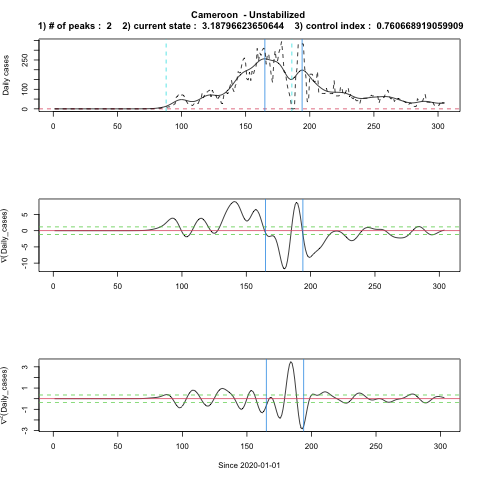 Cameroon - Unstabilized
1) # of peaks : 2 2) current state : 3.18796623650644 3) control index : 0.760668919059909
Daily cases
250
100
0
0 50 100 150 200 250 300
∇(Daily_cases)
5
0
-5
-10
0 50 100 150 200 250 300
∇²(Daily_cases)
3
1
-1
-3
0 50 100 150 200 250 300
Since 2020-01-01